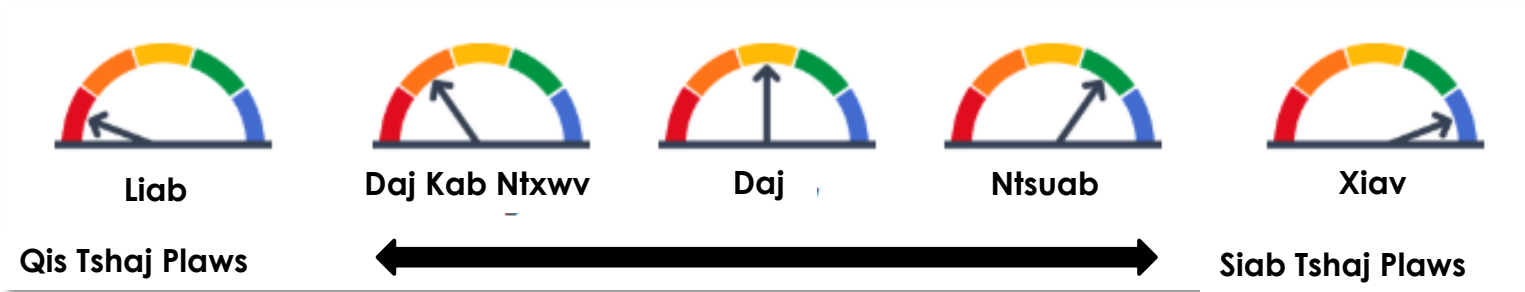 Liab
Daj Kab Ntxwv
Daj
Ntsuab
Xiav
Qis Tshaj Plaws
Siab Tshaj Plaws